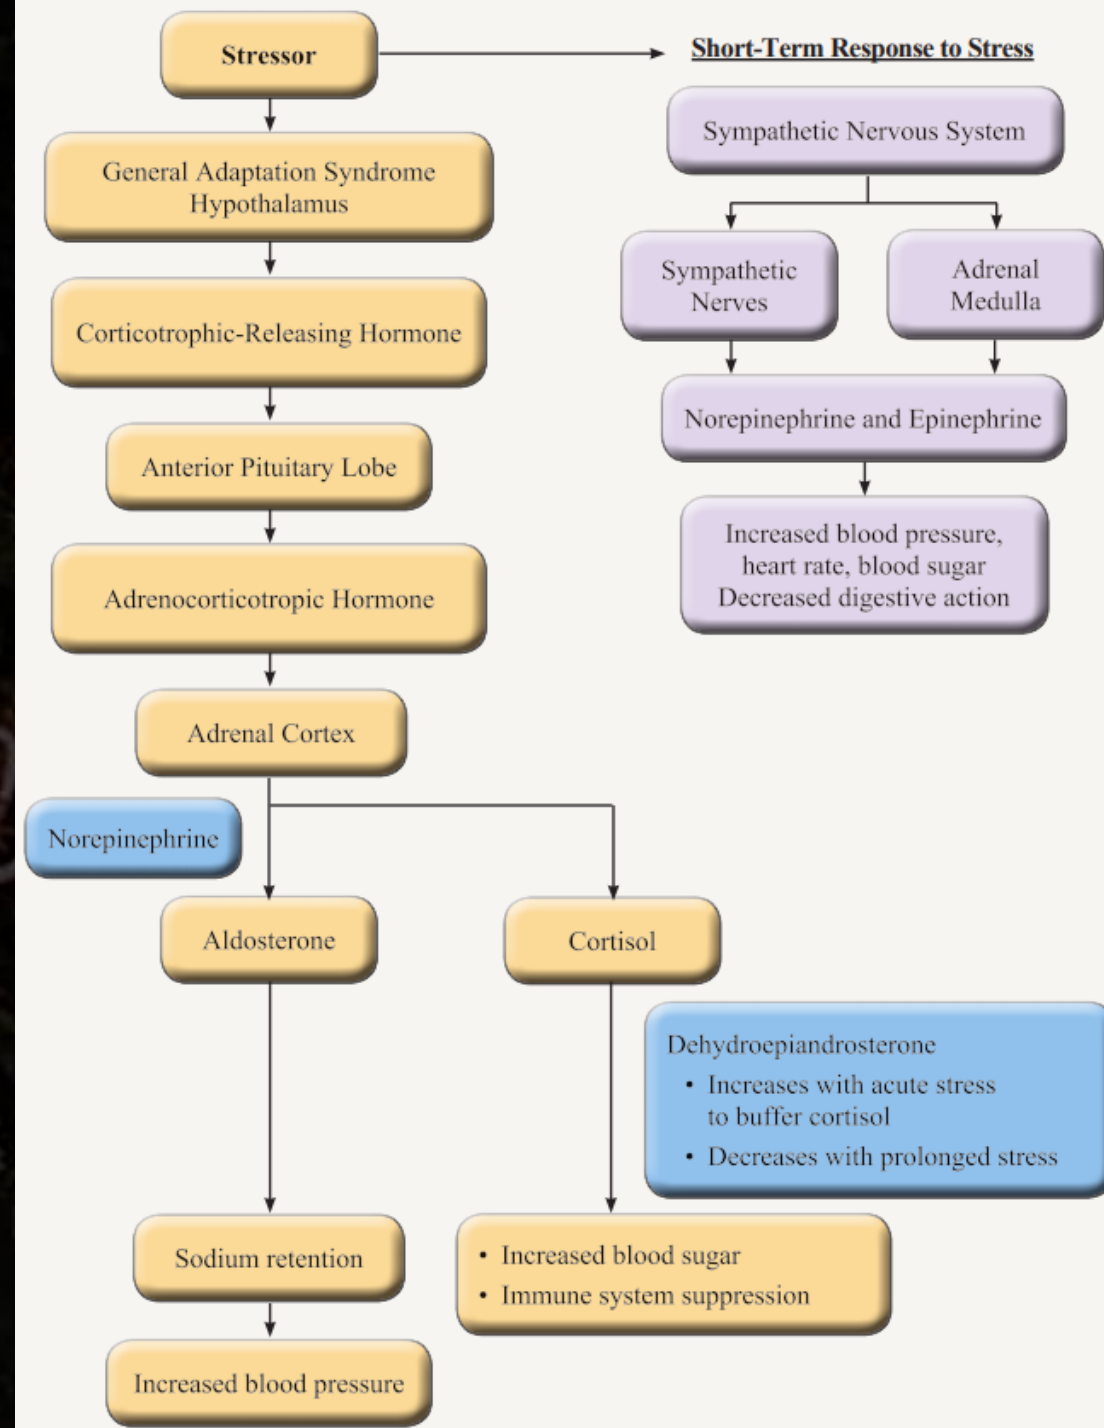 Stressor
Short-Term Response to Stress
Sympathetic Nervous System
General Adaptation Syndrome
Hypothalamus
Sympathetic
Nerves
Adrenal
Medulla
Corticotrophic-Releasing Hormone
Norepinephrine and Epinephrine
Anterior Pituitary Lobe
Increased blood pressure,
heart rate, blood sugar
Decreased digestive action
Adrenocorticotropic Hormone
Adrenal Cortex
Norepinephrine
Aldosterone
Cortisol
Dehydroepiandrosterone
• Increases with acute stress
to buffer cortisol
• Decreases with prolonged stress
Sodium retention
• Increased blood sugar
• Immune system suppression
Increased blood pressure